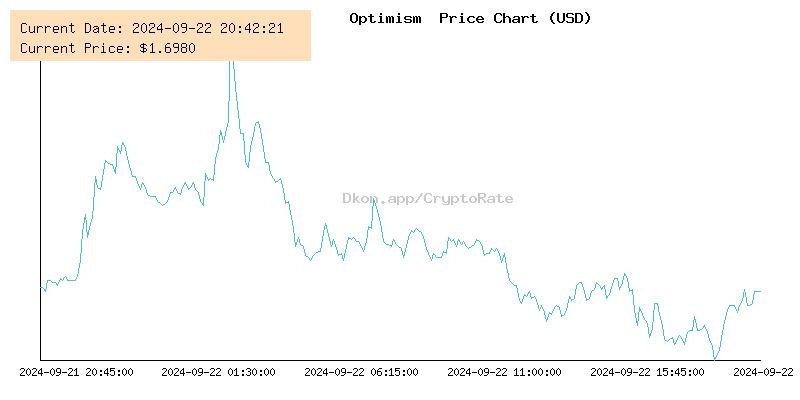 Optimism Price Chart (USD)
Current Date: 2024-09-22 20:42:21
Current Price: $1.6980
Dkon.app/CryptoRate
2024-09-21 20:45:00 2024-09-22 01:30:00 2024-09-22 06:15:00 2024-09-22 11:00:00 2024-09-22 15:45:00 2024-09-22